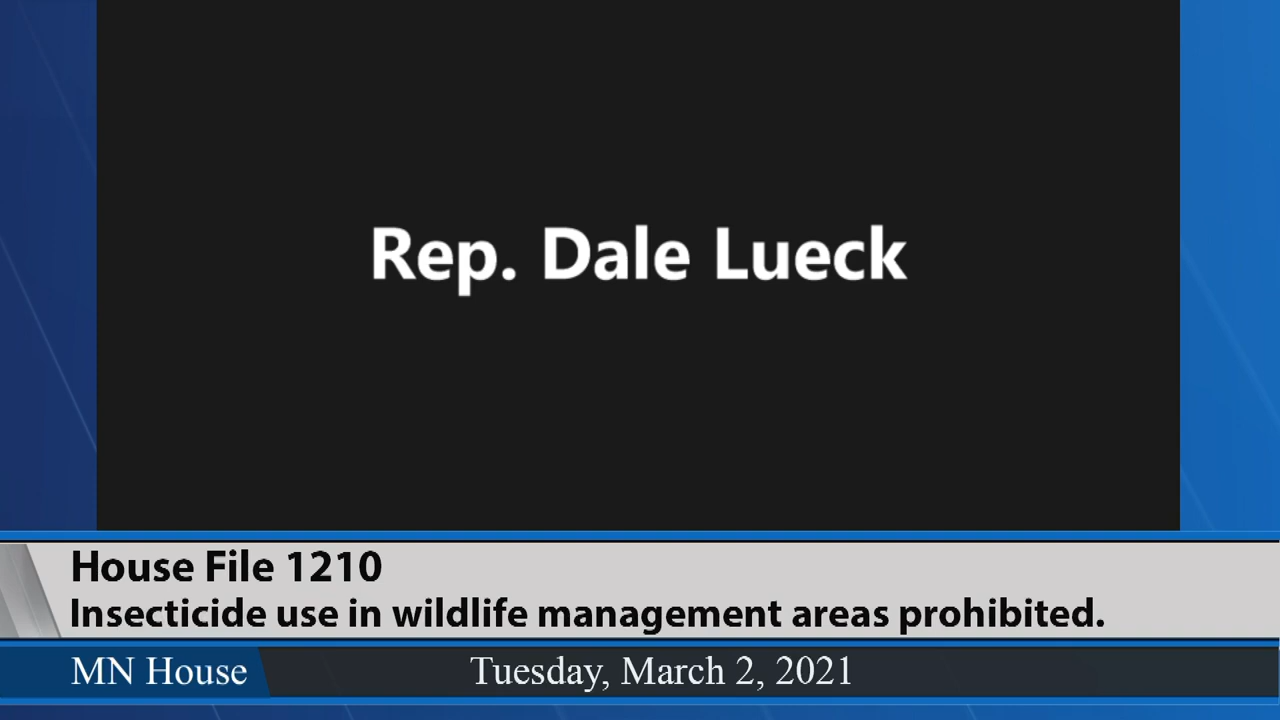 Rep. Dale Lueck
House File 1210
Insecticide use in wildlife management areas prohibited.
MN House
Tuesday, March 2, 2021